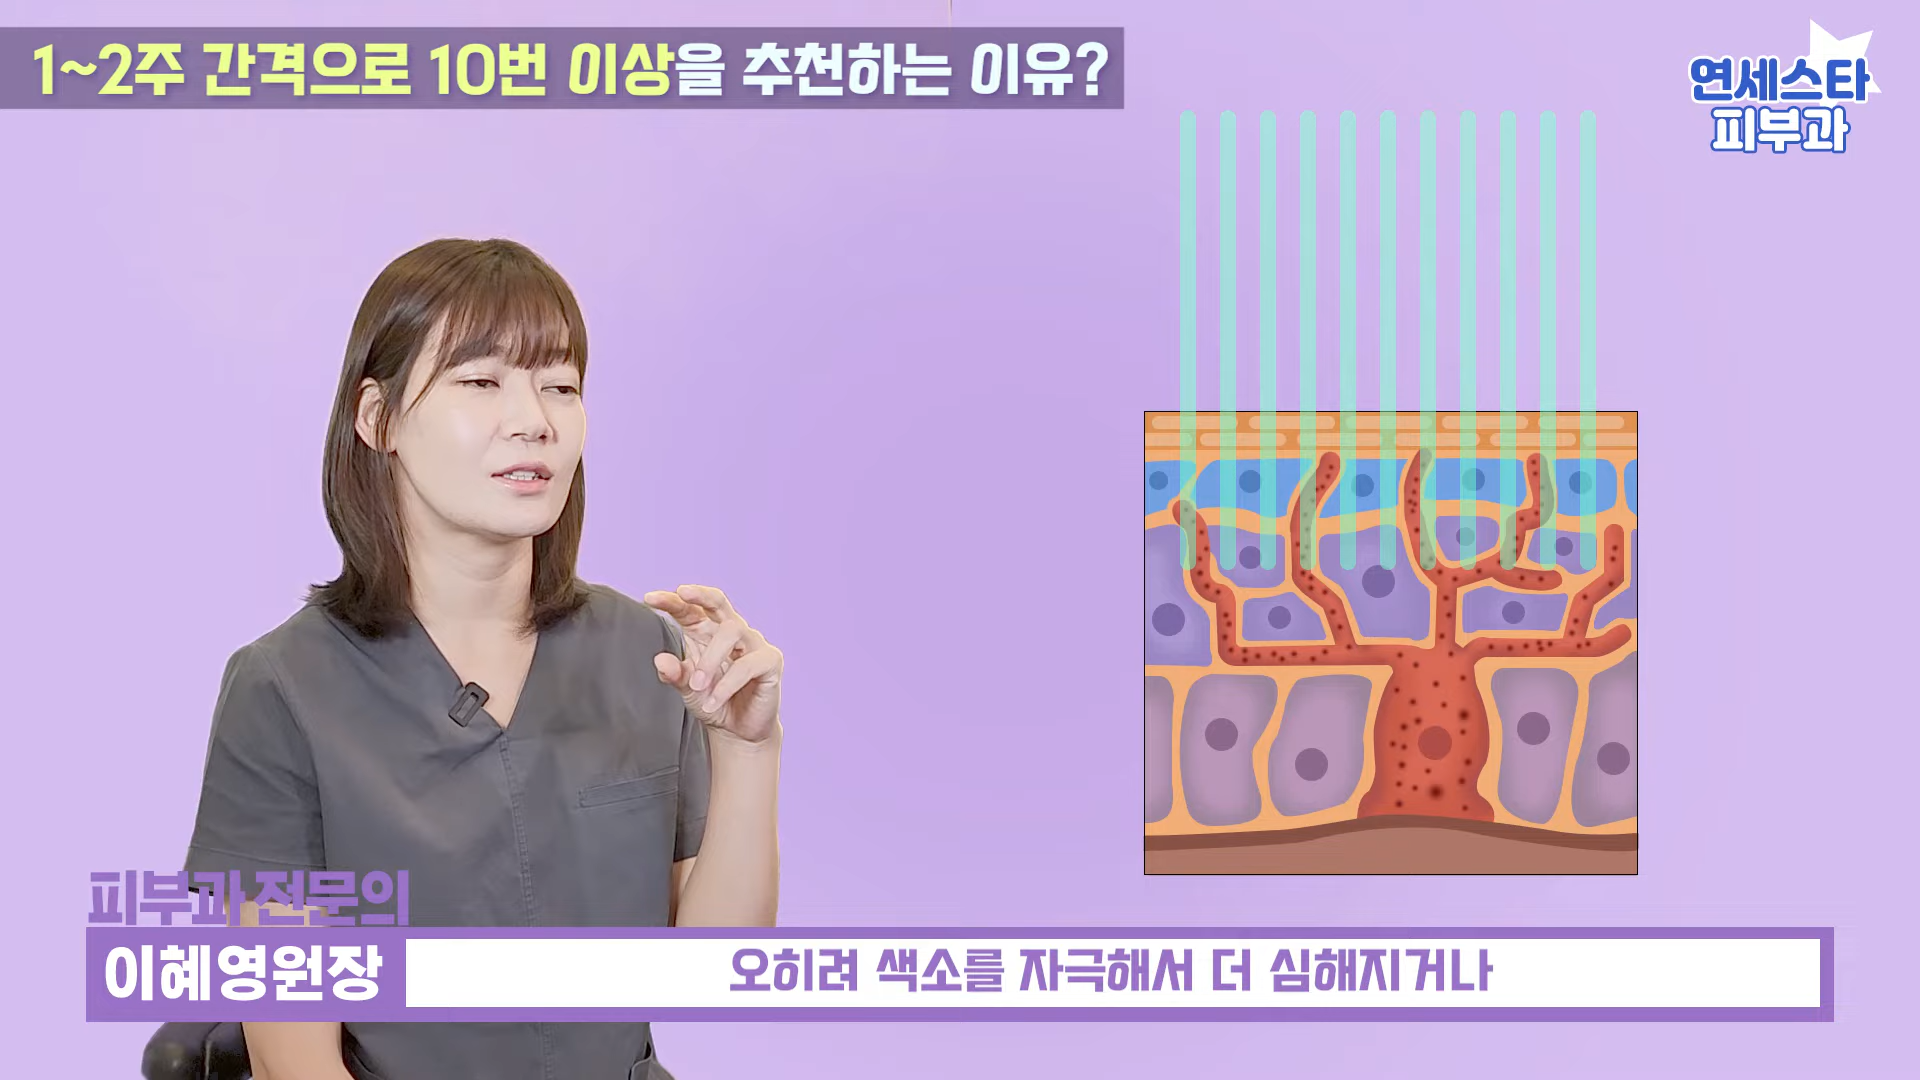 1~2주 간격으로 10번 이상을 추천하는 이유?
연세스타
피부과
피부과 전문의
이혜영원장
오히려 색소를 자극해서 더 심해지거나